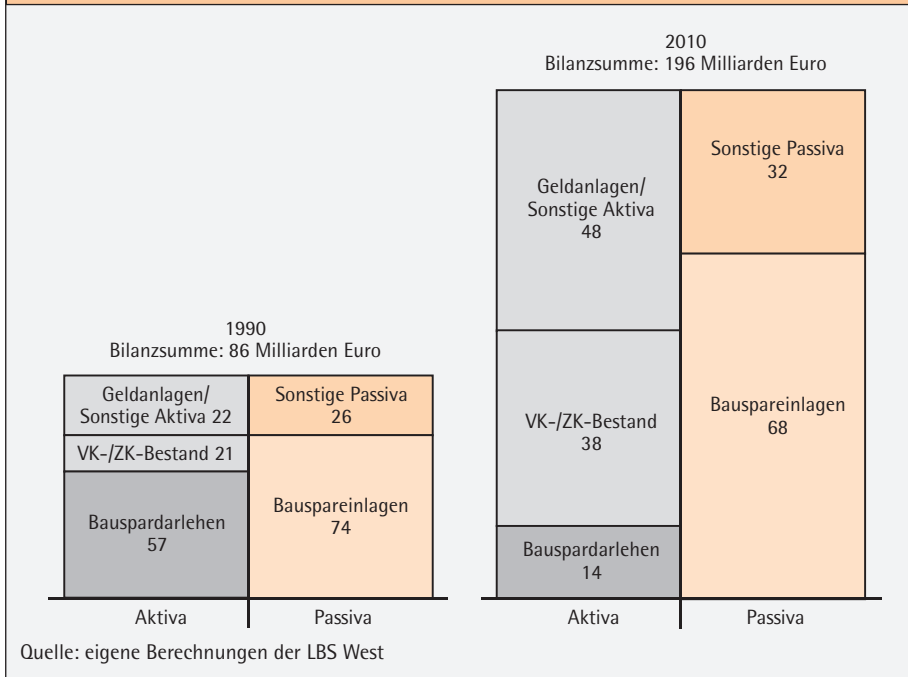 2010
Bilanzsumme: 196 Milliarden Euro
Geldanlagen/
Sonstige Aktiva
48
Sonstige Passiva
32
VK-/ZK-Bestand
38
Bauspareinlagen
68
Bauspardarlehen
14
Aktiva
Passiva
1990
Bilanzsumme: 86 Milliarden Euro
Geldanlagen/
Sonstige Aktiva 22
Sonstige Passiva
26
VK-/ZK-Bestand 21
Bauspardarlehen
57
Bauspareinlagen
74
Aktiva
Passiva
Quelle: eigene Berechnungen der LBS West